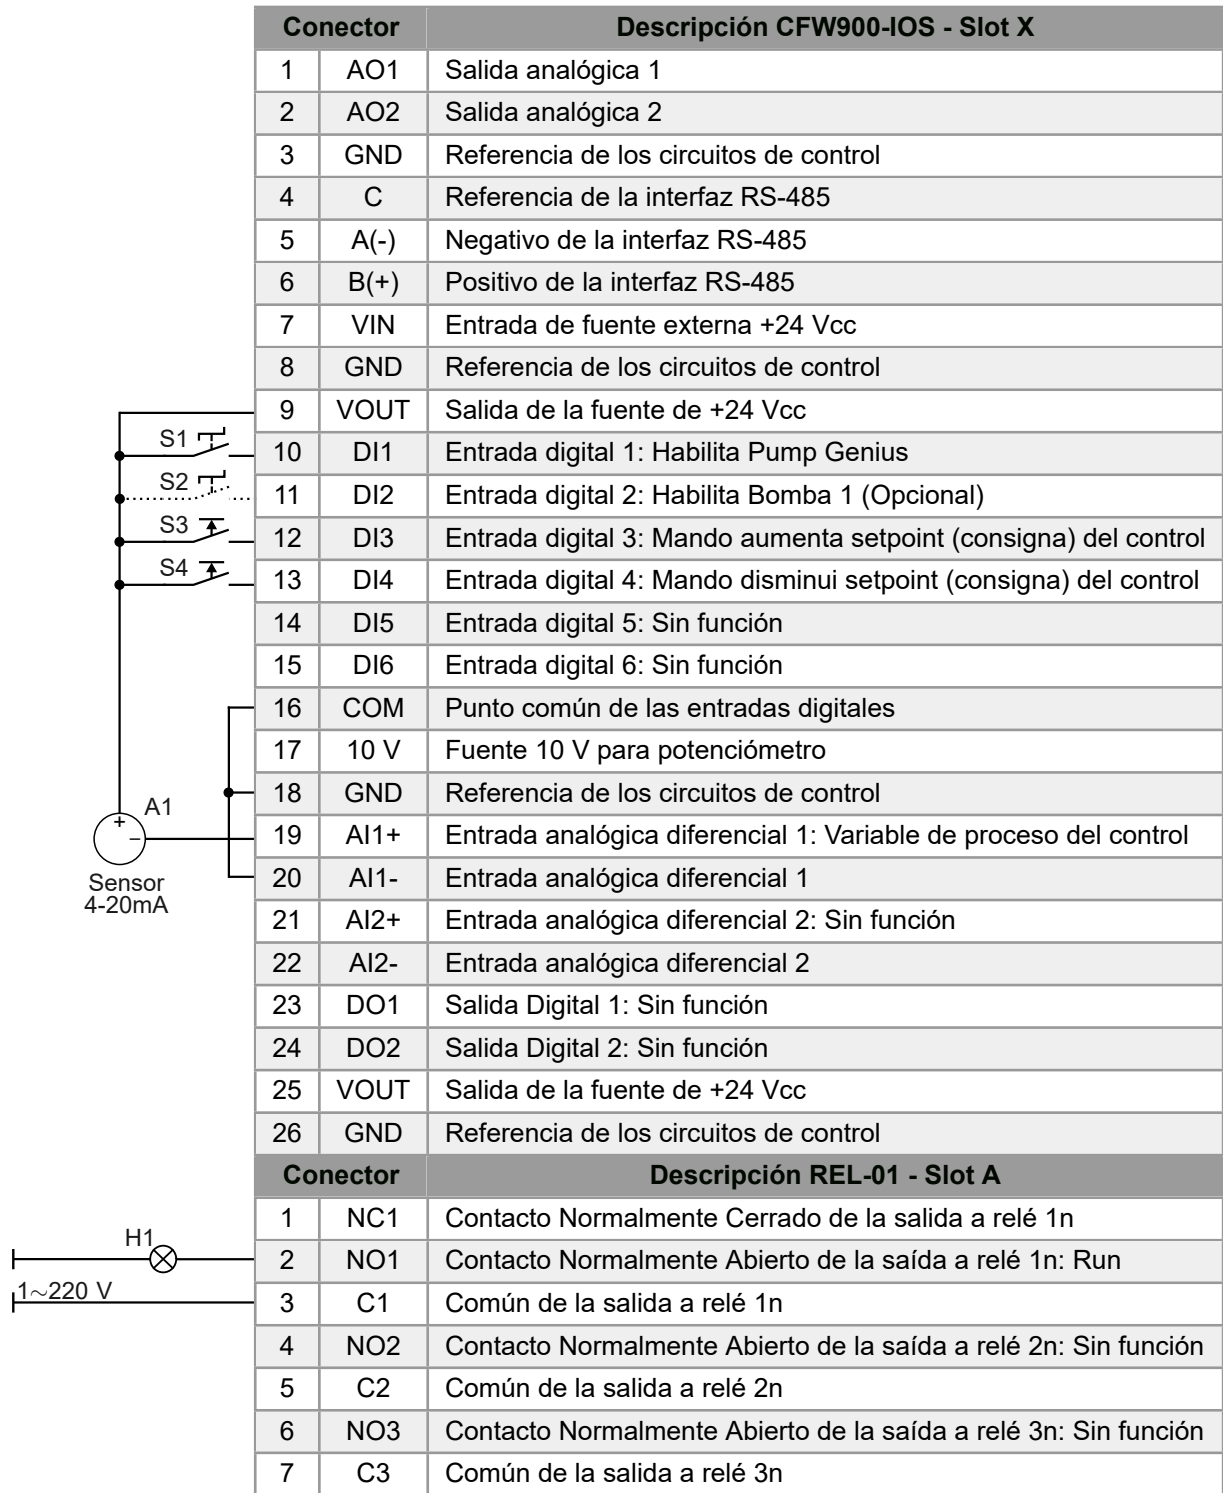 Conector Descripción CFW900-IOS - Slot X
1 AO1 Salida analógica 1
2 AO2 Salida analógica 2
3 GND Referencia de los circuitos de control
4 C Referencia de la interfaz RS-485
5 A(-) Negativo de la interfaz RS-485
6 B(+) Positivo de la interfaz RS-485
7 VIN Entrada de fuente externa +24 Vcc
8 GND Referencia de los circuitos de control
9 VOUT Salida de la fuente de +24 Vcc
S1 10 DI1 Entrada digital 1: Habilita Pump Genius
S2 11 DI2 Entrada digital 2: Habilita Bomba 1 (Opcional)
S3 12 DI3 Entrada digital 3: Mando aumenta setpoint (consigna) del control
S4 13 DI4 Entrada digital 4: Mando disminui setpoint (consigna) del control
14 DI5 Entrada digital 5: Sin función
15 DI6 Entrada digital 6: Sin función
16 COM Punto común de las entradas digitales
17 10 V Fuente 10 V para potenciómetro
18 GND Referencia de los circuitos de control
A1
+ −
19 AI1+ Entrada analógica diferencial 1: Variable de proceso del control
Sensor
4-20mA
20 AI1- Entrada analógica diferencial 1
21 AI2+ Entrada analógica diferencial 2: Sin función
22 AI2- Entrada analógica diferencial 2
23 DO1 Salida Digital 1: Sin función
24 DO2 Salida Digital 2: Sin función
25 VOUT Salida de la fuente de +24 Vcc
26 GND Referencia de los circuitos de control
Conector Descripción REL-01 - Slot A
1 NC1 Contacto Normalmente Cerrado de la salida a relé 1n
H1 2 NO1 Contacto Normalmente Abierto de la saída a relé 1n: Run
1∼220 V 3 C1 Común de la salida a relé 1n
4 NO2 Contacto Normalmente Abierto de la saída a relé 2n: Sin función
5 C2 Común de la salida a relé 2n
6 NO3 Contacto Normalmente Abierto de la saída a relé 3n: Sin función
7 C3 Común de la salida a relé 3n